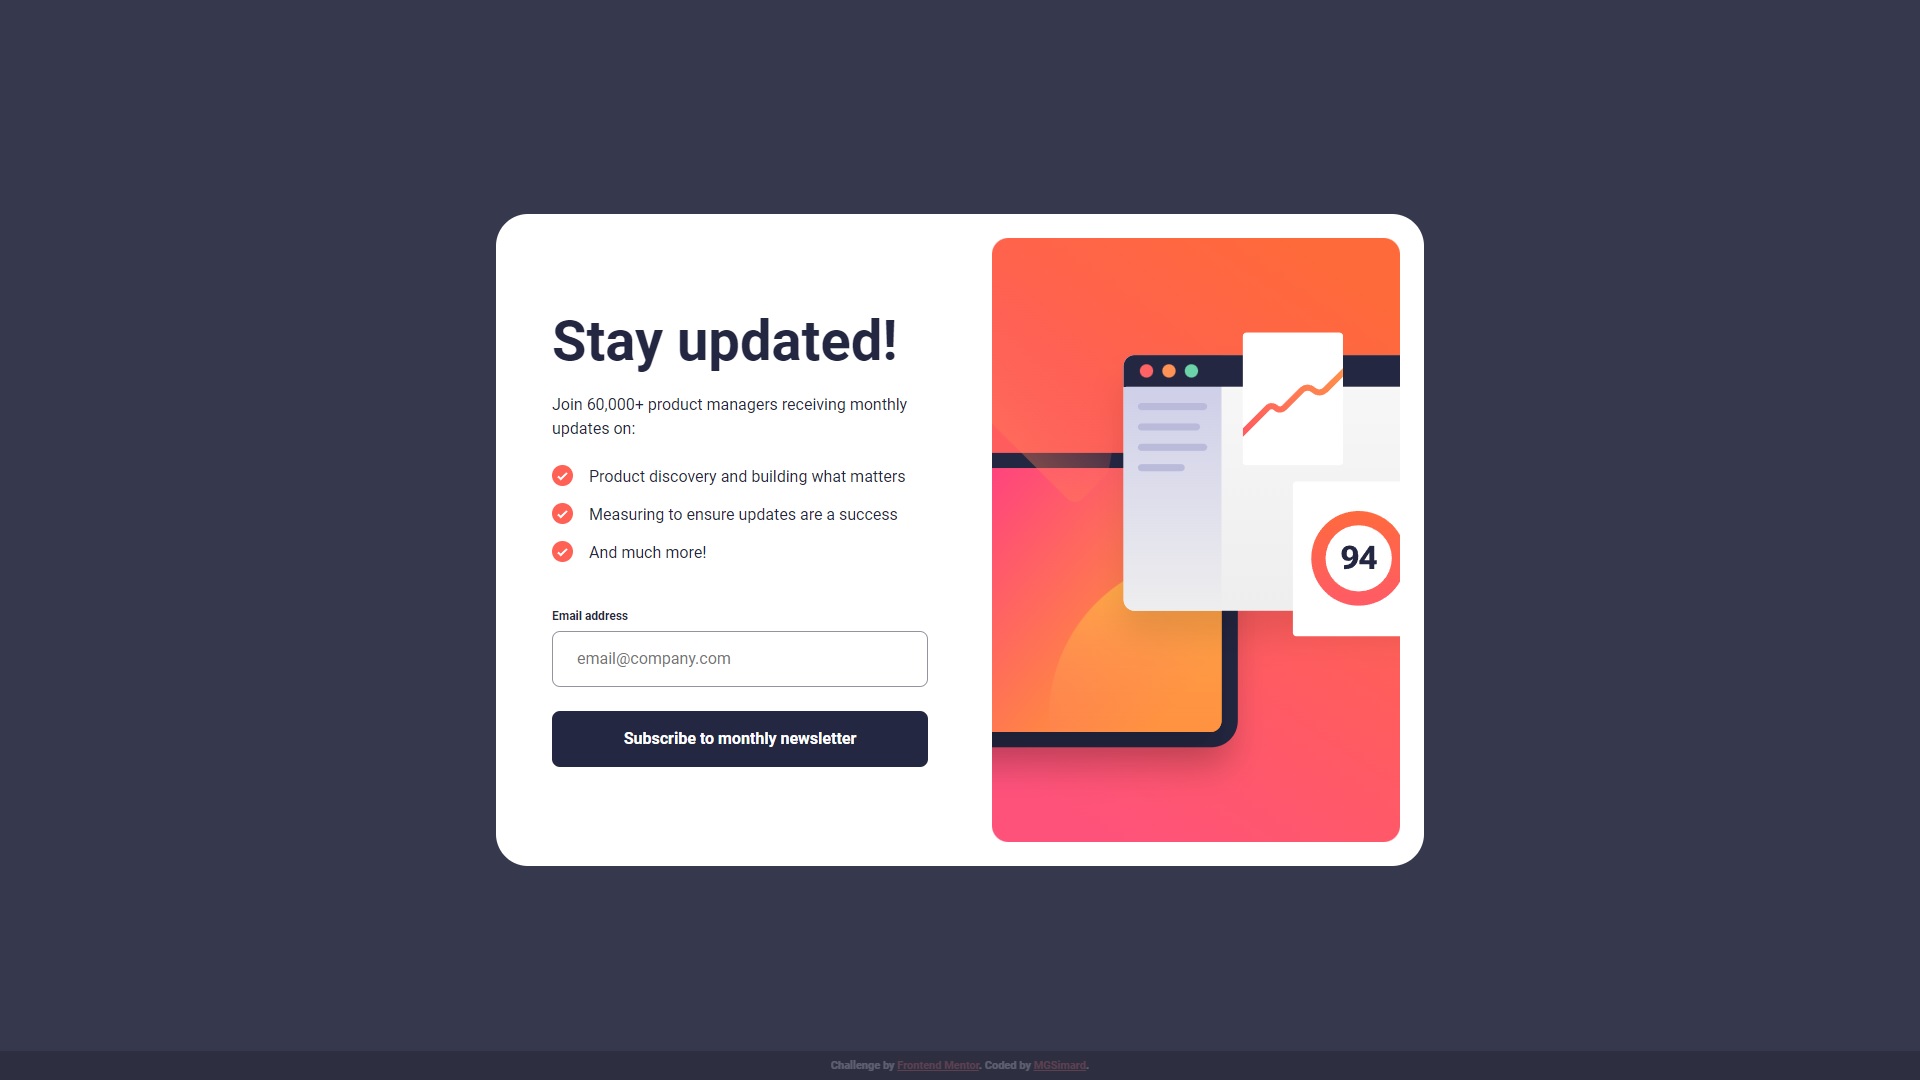 Stay updated!
Join 60,000+ product managers receiving monthly
updates on:
Product discovery and building what matters
Measuring to ensure updates are a success
And much more!
Email address
email@company.com
Subscribe to monthly newsletter
94
Challenge by Frontend Mentor. Coded by MGSimard.